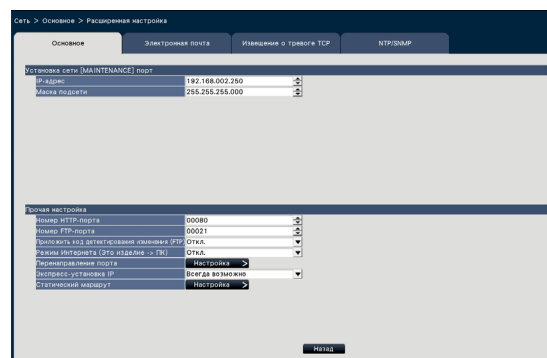 Сеть > Основное > Расширенная настройка
Основное
Электронная почта
Извещение о тревоге TCP
NTP/SNMP
Установка сети [MAINTENANCE] порт
IP-адрес 192.168.002.250
Маска подсети 255.255.255.000
Прочая настройка
Номер HTTP-порта 00080
Номер FTP-порта 00021
Приложить код детектирования изменения (FTP) Откл.
Режим Интернета (Это изделие -> ПК) Откл.
Перенаправление порта Настройка >
Экспресс-установка IP Всегда возможно
Статический маршрут Настройка >
Назад